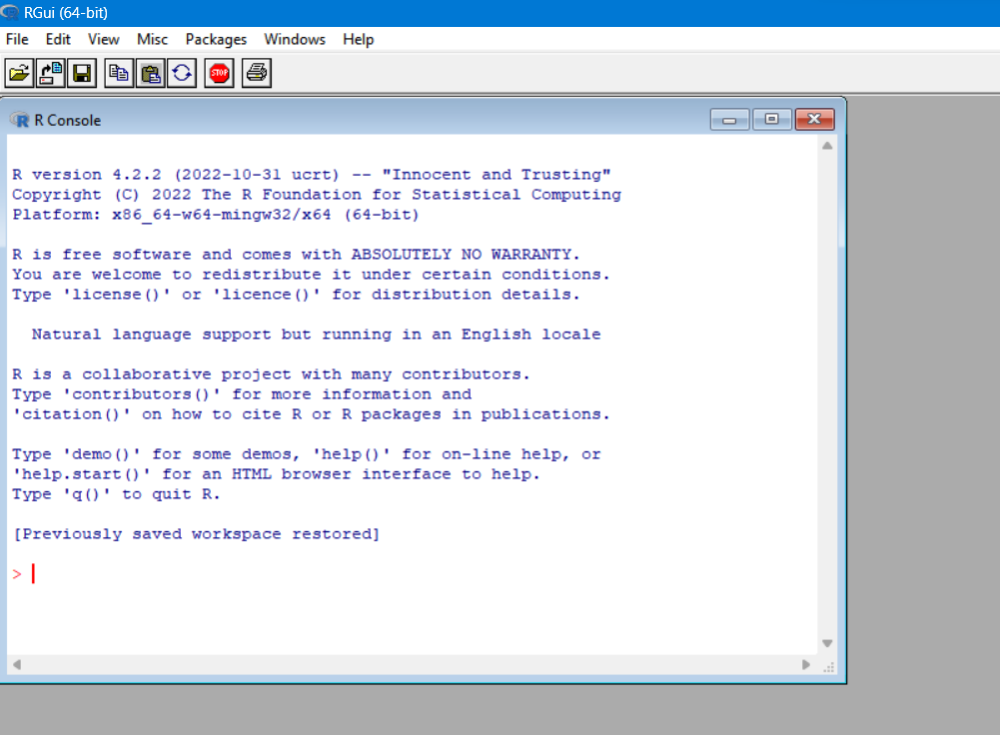 RGui (64-bit)
File Edit View Misc Packages Windows Help
STOP
R Console
R version 4.2.2 (2022-10-31 ucrt) -- "Innocent and Trusting"
Copyright (C) 2022 The R Foundation for Statistical Computing
Platform: x86_64-w64-mingw32/x64 (64-bit)
R is free software and comes with ABSOLUTELY NO WARRANTY.
You are welcome to redistribute it under certain conditions.
Type 'license()' or 'licence()' for distribution details.
Natural language support but running in an English locale
R is a collaborative project with many contributors.
Type 'contributors()' for more information and
'citation()' on how to cite R or R packages in publications.
Type 'demo()' for some demos, 'help()' for on-line help, or
'help.start()' for an HTML browser interface to help.
Type 'q()' to quit R.
[Previously saved workspace restored]
>